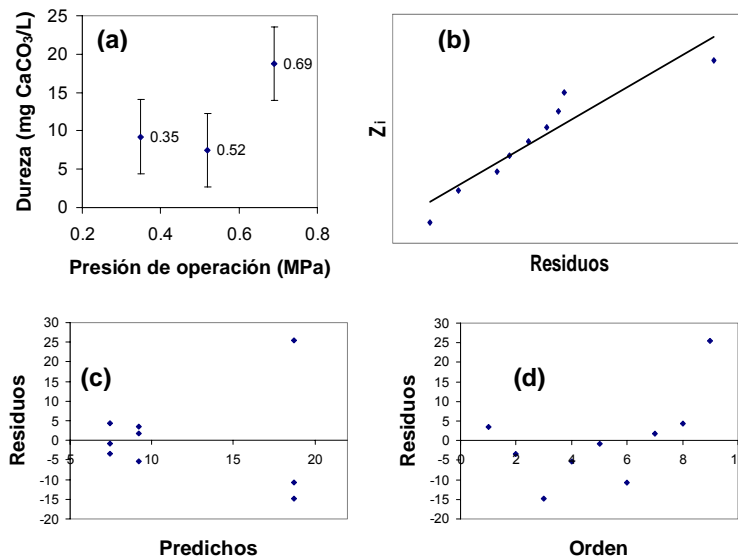 (a)
Dureza (mg CaCO₃/L)
25
20
15
10
5
0
0.69
0.35
0.52
0.2 0.4 0.6 0.8
Presión de operación (MPa)
(b)
Zi
Residuos
(c)
Residuos
30
25
20
15
10
5
0
-5
-10
-15
-20
5 10 15 20
Predichos
(d)
Residuos
30
25
20
15
10
5
0
-5
-10
-15
-20
0 2 4 6 8 10
Orden